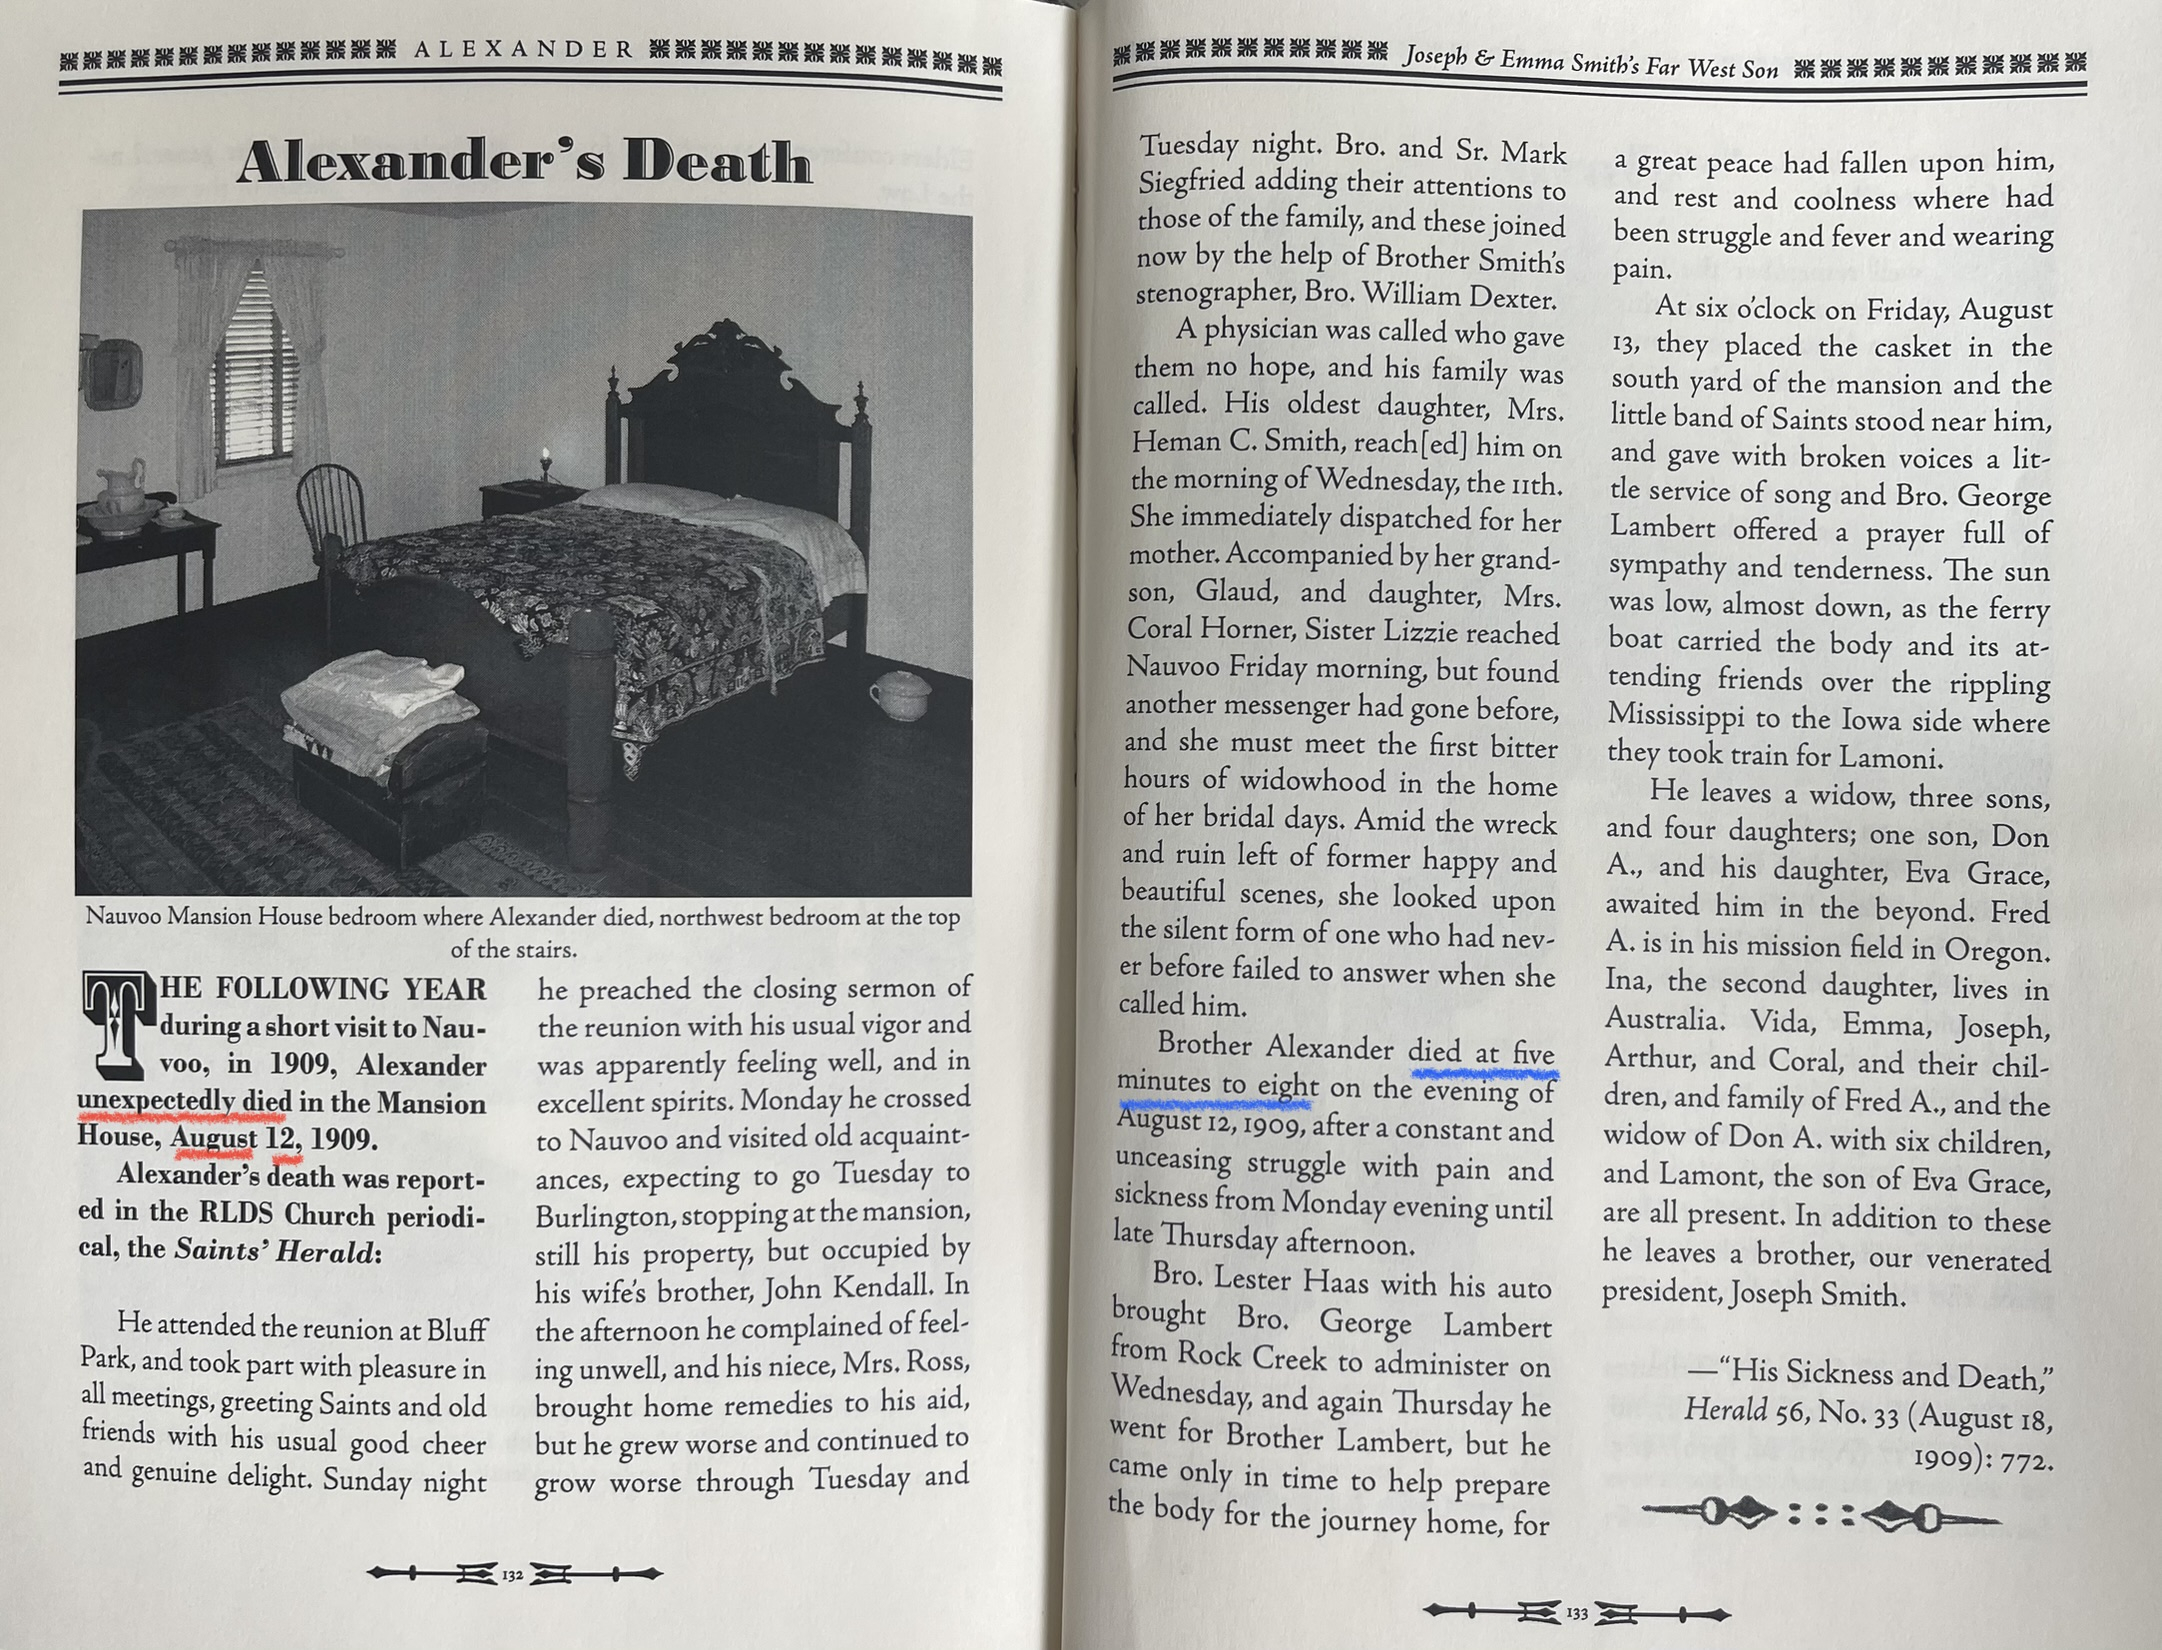 ALEXANDER
Alexander's Death
Nauvoo Mansion House bedroom where Alexander died, northwest bedroom at the top
of the stairs.
THE FOLLOWING YEAR
during a short visit to Nau-
voo, in 1909, Alexander
unexpectedly died in the Mansion
House, August 12, 1909.
Alexander's death was report-
ed in the RLDS Church periodi-
cal, the Saints' Herald:
He attended the reunion at Bluff
Park, and took part with pleasure in
all meetings, greeting Saints and old
friends with his usual good cheer
and genuine delight. Sunday night
he preached the closing sermon of
the reunion with his usual vigor and
was apparently feeling well, and in
excellent spirits. Monday he crossed
to Nauvoo and visited old acquaint-
ances, expecting to go Tuesday to
Burlington, stopping at the mansion,
still his property, but occupied by
his wife's brother, John Kendall. In
the afternoon he complained of feel-
ing unwell, and his niece, Mrs. Ross,
brought home remedies to his aid,
but he grew worse and continued to
grow worse through Tuesday and
132
Joseph & Emma Smith's Far West Son
Tuesday night. Bro. and Sr. Mark
Siegfried adding their attentions to
those of the family, and these joined
now by the help of Brother Smith's
stenographer, Bro. William Dexter.
A physician was called who gave
them no hope, and his family was
called. His oldest daughter, Mrs.
Heman C. Smith, reach[ed] him on
the morning of Wednesday, the 11th.
She immediately dispatched for her
mother. Accompanied by her grand-
son, Glaud, and daughter, Mrs.
Coral Horner, Sister Lizzie reached
Nauvoo Friday morning, but found
another messenger had gone before,
and she must meet the first bitter
hours of widowhood in the home
of her bridal days. Amid the wreck
and ruin left of former happy and
beautiful scenes, she looked upon
the silent form of one who had nev-
er before failed to answer when she
called him.
Brother Alexander died at five
minutes to eight on the evening of
August 12, 1909, after a constant and
unceasing struggle with pain and
sickness from Monday evening until
late Thursday afternoon.
Bro. Lester Haas with his auto
brought Bro. George Lambert
from Rock Creek to administer on
Wednesday, and again Thursday he
went for Brother Lambert, but he
came only in time to help prepare
the body for the journey home, for
a great peace had fallen upon him,
and rest and coolness where had
been struggle and fever and wearing
pain.
At six o'clock on Friday, August
13, they placed the casket in the
south yard of the mansion and the
little band of Saints stood near him,
and gave with broken voices a lit-
tle service of song and Bro. George
Lambert offered a prayer full of
sympathy and tenderness. The sun
was low, almost down, as the ferry
boat carried the body and its at-
tending friends over the rippling
Mississippi to the Iowa side where
they took train for Lamoni.
He leaves a widow, three sons,
and four daughters; one son, Don
A., and his daughter, Eva Grace,
awaited him in the beyond. Fred
A. is in his mission field in Oregon.
Ina, the second daughter, lives in
Australia. Vida, Emma, Joseph,
Arthur, and Coral, and their chil-
dren, and family of Fred A., and the
widow of Don A. with six children,
and Lamont, the son of Eva Grace,
are all present. In addition to these
he leaves a brother, our venerated
president, Joseph Smith.
—"His Sickness and Death,"
Herald 56, No. 33 (August 18,
1909): 772.
133